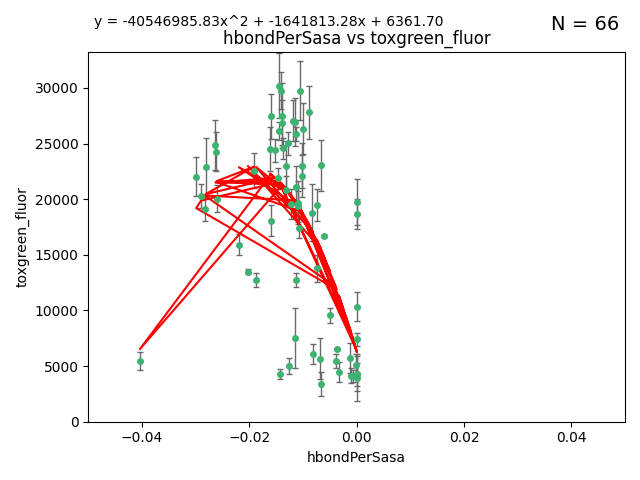 y = -40546985.83x^2 + -1641813.28x + 6361.70
N = 66
hbondPerSasa vs toxgreen_fluor
toxgreen_fluor
30000
25000
20000
15000
10000
5000
0
−0.04
−0.02
0.00
0.02
0.04
hbondPerSasa